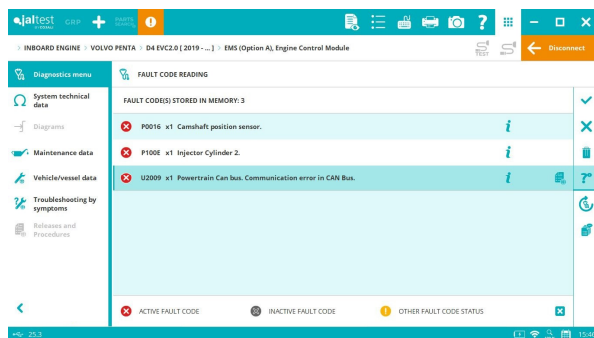 jaltest GRP
INBOARD ENGINE VOLVO PENTA D4 EVC2.0 [ 2019 - ... ] EMS (Option A), Engine Control Module
TEST
Disconnect
Diagnostics menu
FAULT CODE READING
System technical
data
FAULT CODE(S) STORED IN MEMORY: 3
Diagrams
P0016 x1 Camshaft position sensor.
Maintenance data
P100E x1 Injector Cylinder 2.
Vehicle/vessel data
U2009 x1 Powertrain Can bus. Communication error in CAN Bus.
Troubleshooting by
symptoms
Releases and
Procedures
ACTIVE FAULT CODE
INACTIVE FAULT CODE
OTHER FAULT CODE STATUS
25.3